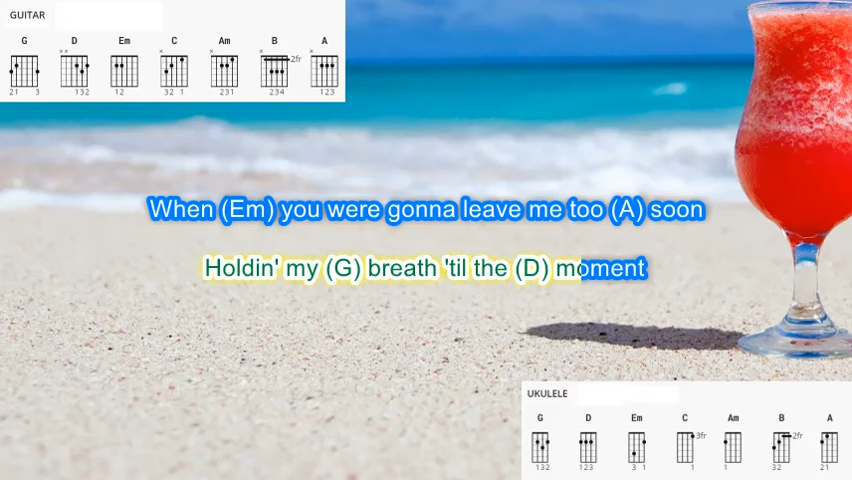 GUITAR
G D Em C Am B A
x x x x x x
2fr
21 3 132 12 32 1 231 234 123
When (Em) you were gonna leave me too (A) soon
Holdin' my (G) breath 'til the (D) moment
UKULELE
G D Em C Am B A
3fr 2fr
132 123 3 1 1 1 32 21